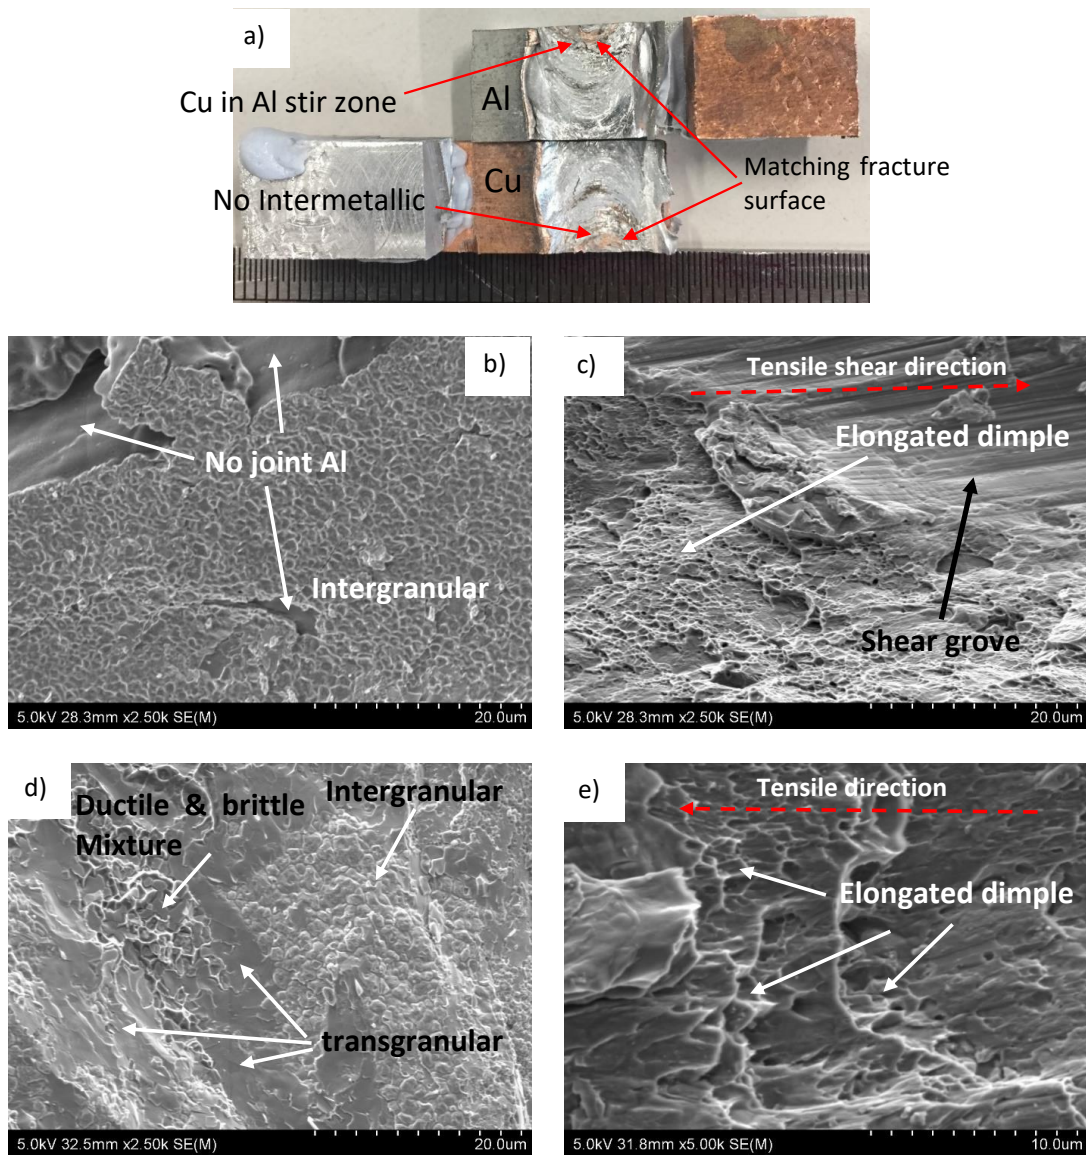 a)
Cu in Al stir zone
Al
Cu
No Intermetallic
Matching fracture
surface
b)
No joint Al
Intergranular
5.0kV 28.3mm x2.50k SE(M)
20.0um
c)
Tensile shear direction
Elongated dimple
Shear grove
5.0kV 28.3mm x2.50k SE(M)
20.0um
d)
Ductile & brittle
Mixture
Intergranular
transgranular
5.0kV 32.5mm x2.50k SE(M)
20.0um
e)
Tensile direction
Elongated dimple
5.0kV 31.8mm x5.00k SE(M)
10.0um